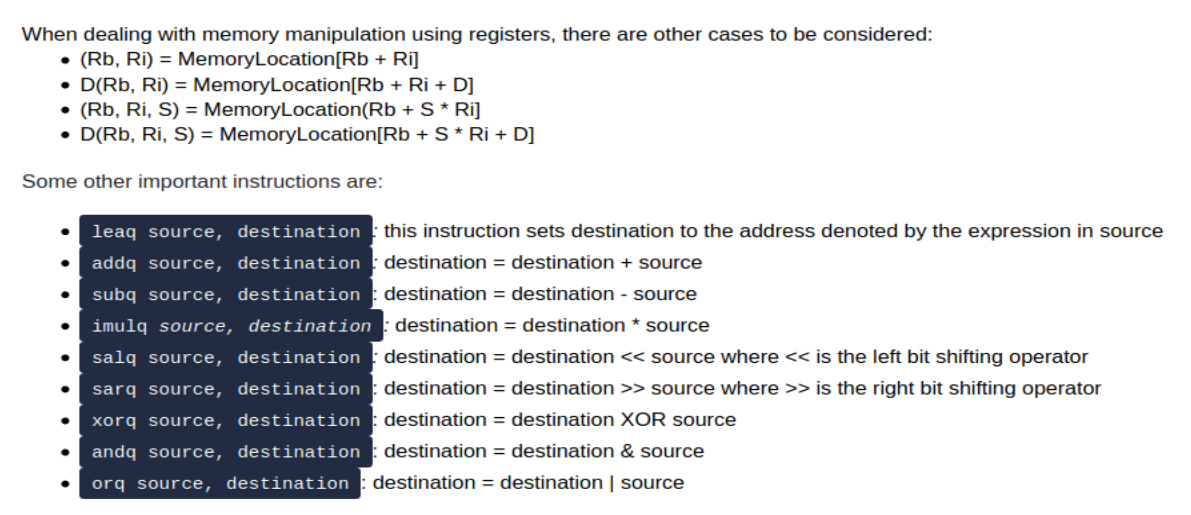 When dealing with memory manipulation using registers, there are other cases to be considered:
• (Rb, Ri) = MemoryLocation[Rb + Ri]
• D(Rb, Ri) = MemoryLocation[Rb + Ri + D]
• (Rb, Ri, S) = MemoryLocation(Rb + S * Ri]
• D(Rb, Ri, S) = MemoryLocation[Rb + S * Ri + D]
Some other important instructions are:
• leaq source, destination : this instruction sets destination to the address denoted by the expression in source
• addq source, destination : destination = destination + source
• subq source, destination : destination = destination - source
• imulq source, destination : destination = destination * source
• salq source, destination : destination = destination << source where << is the left bit shifting operator
• sarq source, destination : destination = destination >> source where >> is the right bit shifting operator
• xorq source, destination : destination = destination XOR source
• andq source, destination : destination = destination & source
• orq source, destination : destination = destination | source